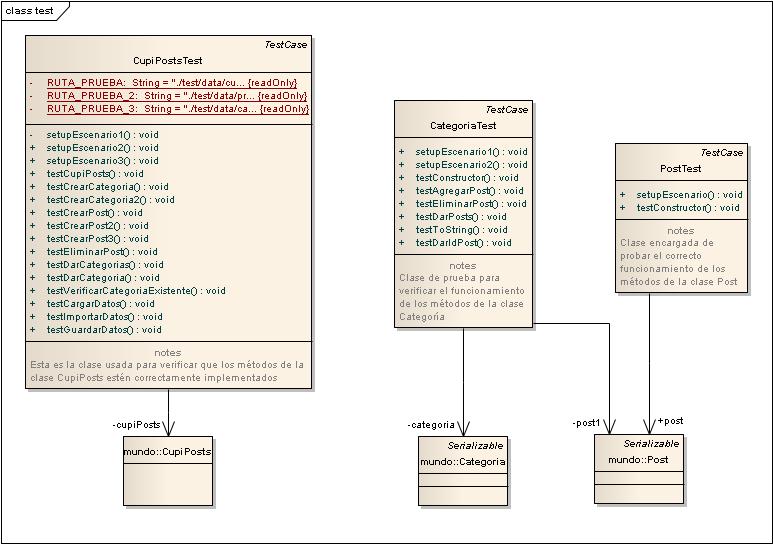 class test
TestCase
CupiPostsTest
- RUTA_PRUEBA: String = "./test/data/cu... {readOnly}
- RUTA_PRUEBA_2: String = "./test/data/pr... {readOnly}
- RUTA_PRUEBA_3: String = "./test/data/ca... {readOnly}
- setupEscenario1() : void
+ setupEscenario2() : void
+ setupEscenario3() : void
+ testCupiPosts() : void
+ testCrearCategoria() : void
+ testCrearCategoria2() : void
+ testCrearPost() : void
+ testCrearPost2() : void
+ testCrearPost3() : void
+ testEliminarPost() : void
+ testDarCategorias() : void
+ testDarCategoria() : void
+ testVerificarCategoriaExistente() : void
+ testCargarDatos() : void
+ testImportarDatos() : void
+ testGuardarDatos() : void
notes
Esta es la clase usada para verificar que los métodos de la
clase CupiPosts estén correctamente implementados
TestCase
CategoriaTest
+ setupEscenario1() : void
+ setupEscenario2() : void
+ testConstructor() : void
+ testAgregarPost() : void
+ testEliminarPost() : void
+ testDarPosts() : void
+ testToString() : void
+ testDarIdPost() : void
notes
Clase de prueba para
verificar el funcionamiento
de los métodos de la clase
Categoría
TestCase
PostTest
+ setupEscenario() : void
+ testConstructor() : void
notes
Clase encargada de
probar el correcto
funcionamiento de los
métodos de la clase Post
-cupiPosts
-categoria
-post1
+post
mundo::CupiPosts
Serializable
mundo::Categoria
Serializable
mundo::Post